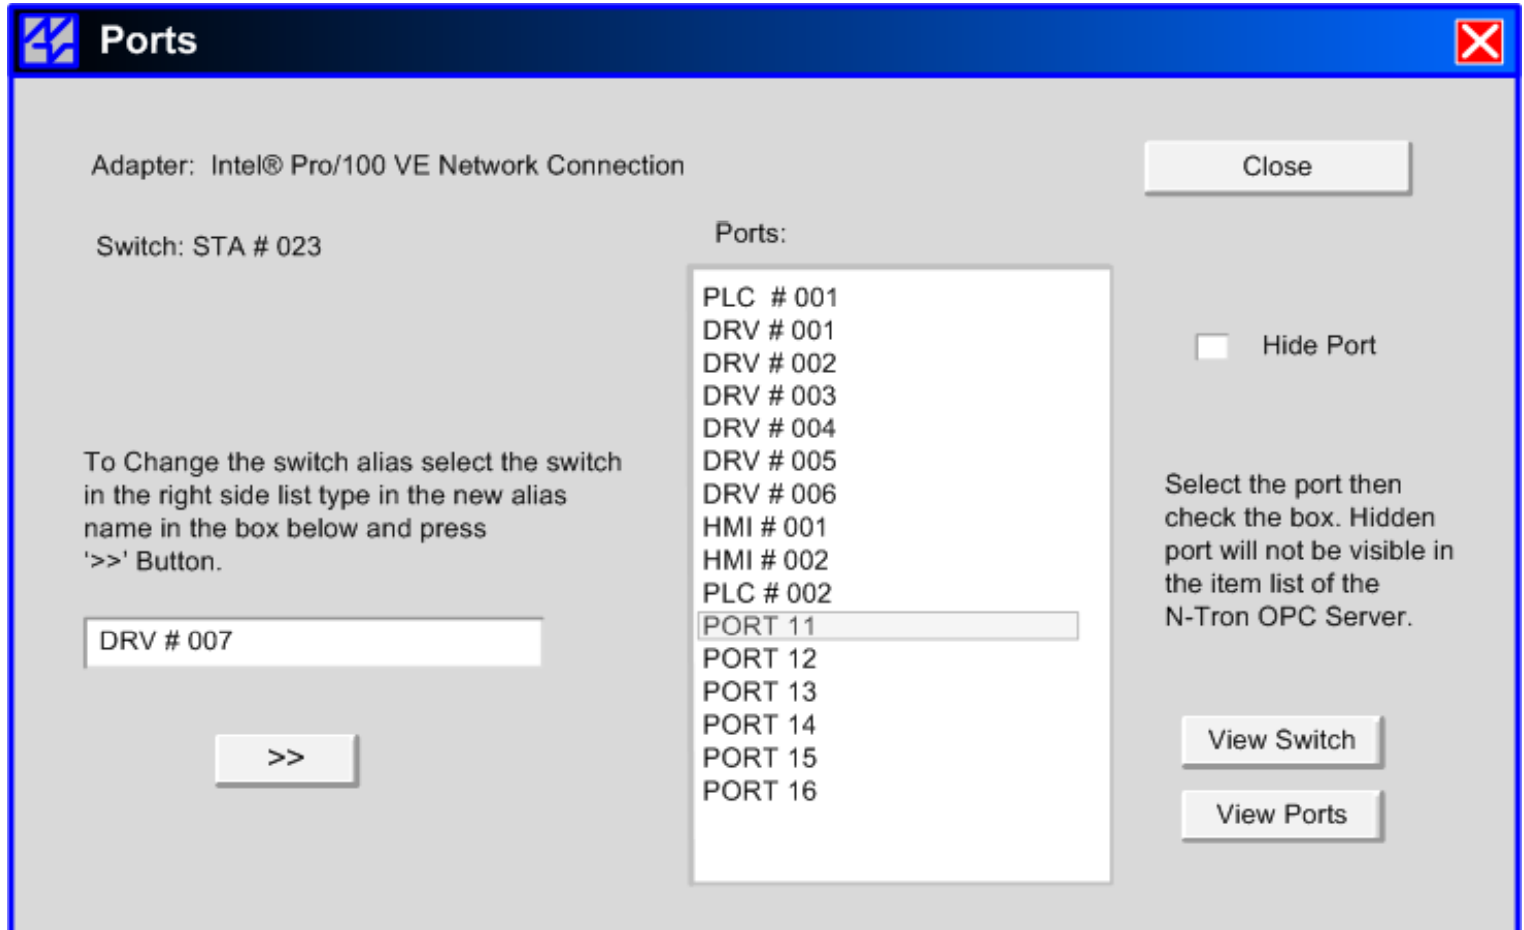 Ports
Adapter:  Intel® Pro/100 VE Network Connection
Close
Switch: STA # 023
Ports:
PLC  # 001
DRV # 001
DRV # 002
DRV # 003
DRV # 004
DRV # 005
DRV # 006
HMI # 001
HMI # 002
PLC # 002
PORT 11
PORT 12
PORT 13
PORT 14
PORT 15
PORT 16
Hide Port
To Change the switch alias select the switch
in the right side list type in the new alias
name in the box below and press
'>>' Button.
DRV # 007
>>
Select the port then
check the box. Hidden
port will not be visible in
the item list of the
N-Tron OPC Server.
View Switch
View Ports